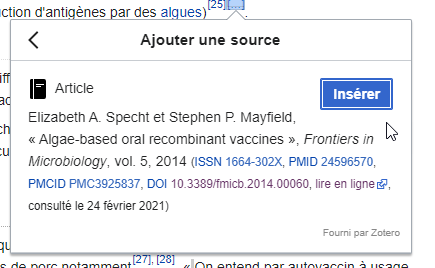 uction d'antigènes par des algues)[25][...].
Ajouter une source
Article
Insérer
Elizabeth A. Specht et Stephen P. Mayfield,
« Algae-based oral recombinant vaccines », Frontiers in
Microbiology, vol. 5, 2014 (ISSN 1664-302X, PMID 24596570,
PMCID PMC3925837, DOI 10.3389/fmicb.2014.00060, lire en ligne,
consulté le 24 février 2021)
Fourni par Zotero
s de porc notamment[27], [28]. « On entend par autovaccin à usage